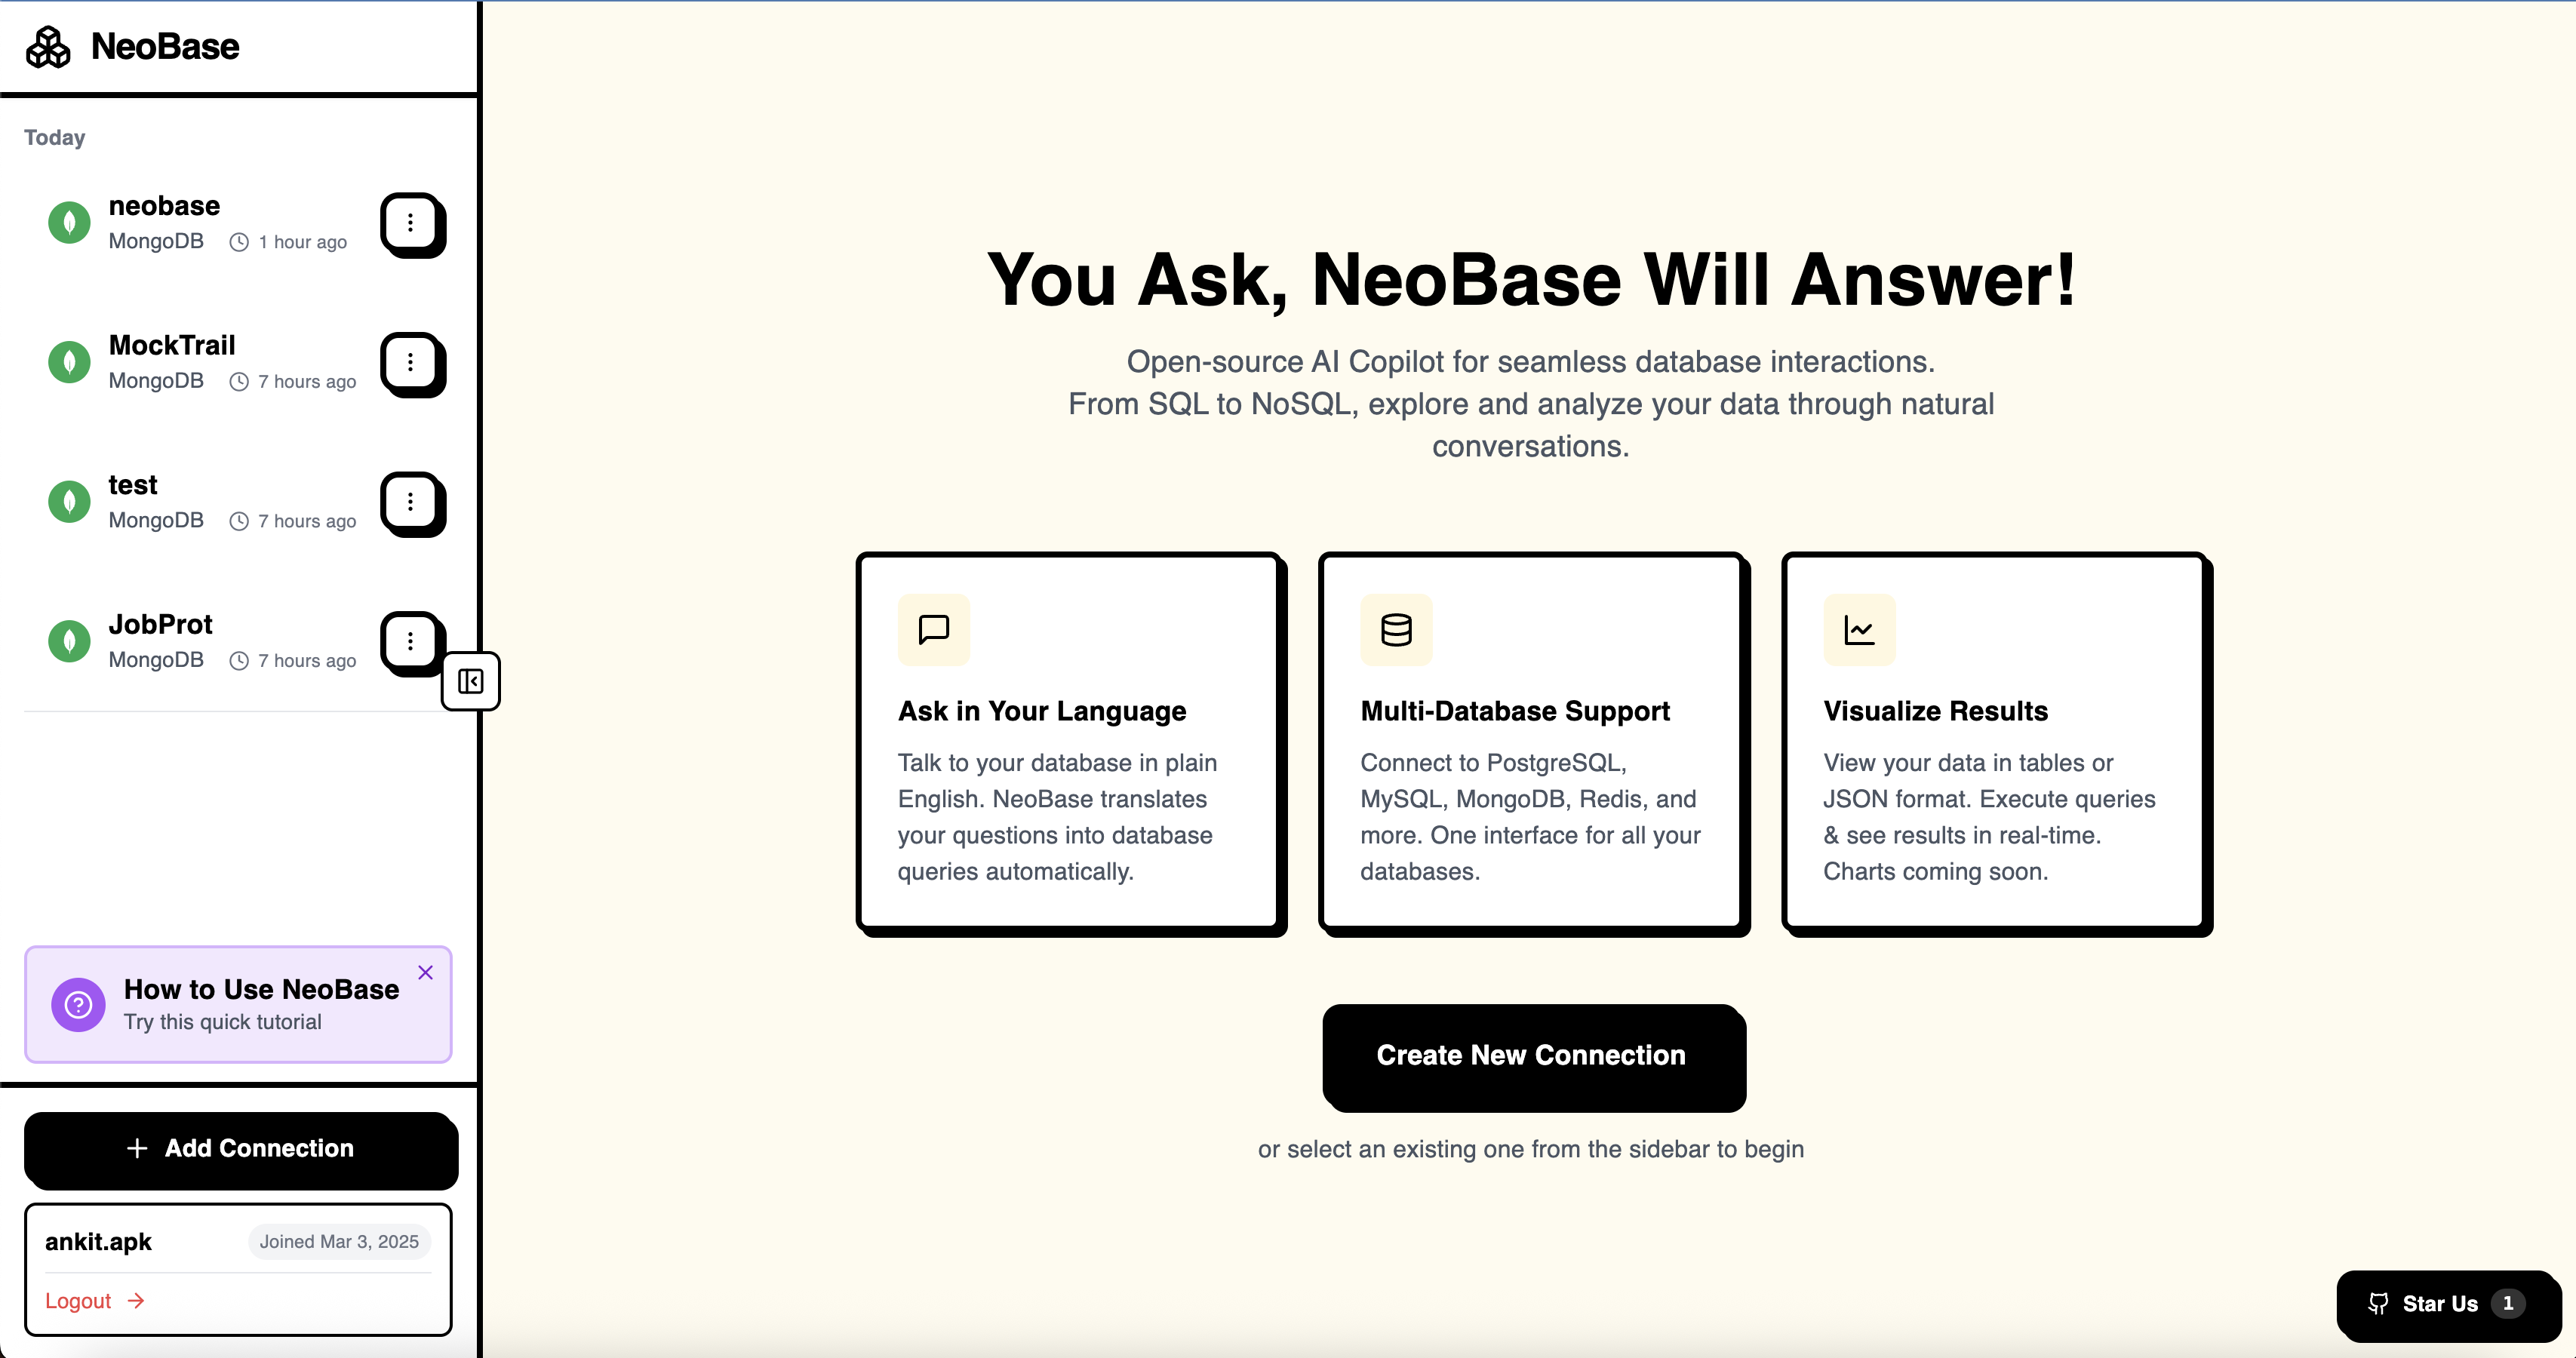 NeoBase
Today
neobase
MongoDB 1 hour ago
MockTrail
MongoDB 7 hours ago
test
MongoDB 7 hours ago
JobProt
MongoDB 7 hours ago
How to Use NeoBase
Try this quick tutorial
Add Connection
ankit.apk Joined Mar 3, 2025
Logout
You Ask, NeoBase Will Answer!
Open-source AI Copilot for seamless database interactions.
From SQL to NoSQL, explore and analyze your data through natural
conversations.
Ask in Your Language
Talk to your database in plain
English. NeoBase translates
your questions into database
queries automatically.
Multi-Database Support
Connect to PostgreSQL,
MySQL, MongoDB, Redis, and
more. One interface for all your
databases.
Visualize Results
View your data in tables or
JSON format. Execute queries
& see results in real-time.
Charts coming soon.
Create New Connection
or select an existing one from the sidebar to begin
Star Us 1